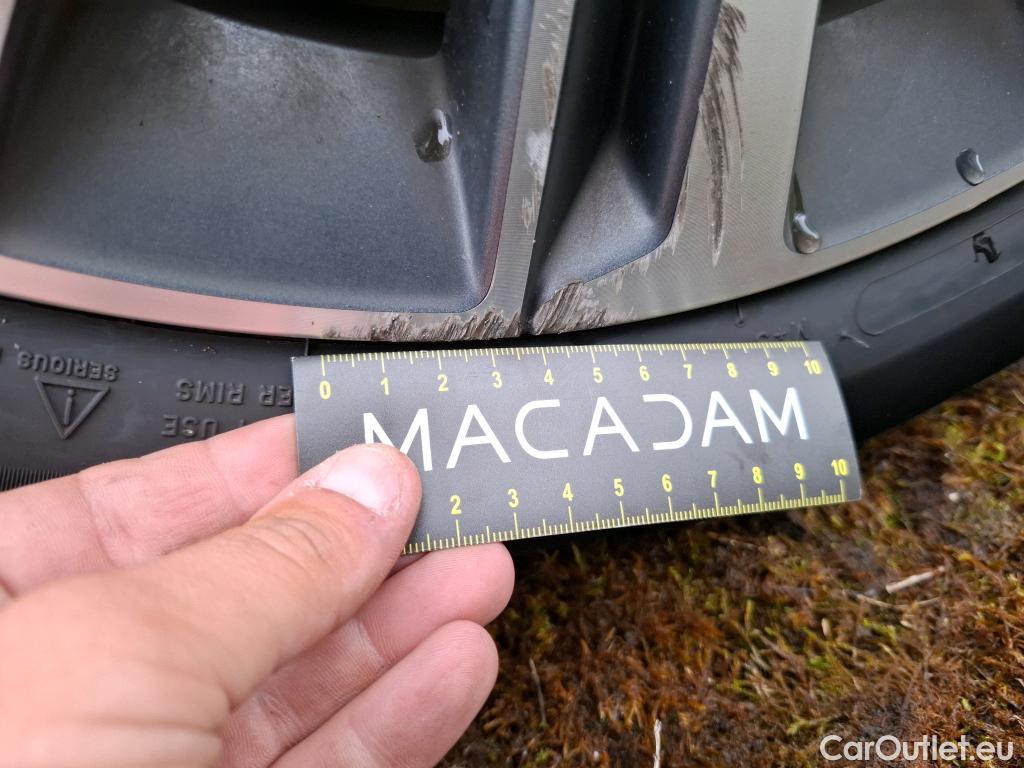 SERIOUS
USE
ER RIMS
0 1 2 3 4 5 6 7 8 9 10
MACADAM
2 3 4 5 6 7 8 9 10
CarOutlet.eu